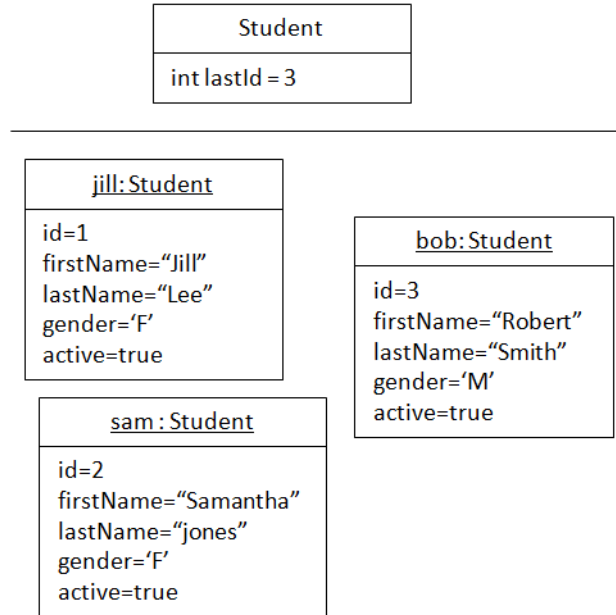 Student
int lastId = 3
jill: Student
id=1
firstName=“Jill”
lastName=“Lee”
gender=‘F’
active=true
bob: Student
id=3
firstName=“Robert”
lastName=“Smith”
gender=‘M’
active=true
sam : Student
id=2
firstName=“Samantha”
lastName=“jones”
gender=‘F’
active=true